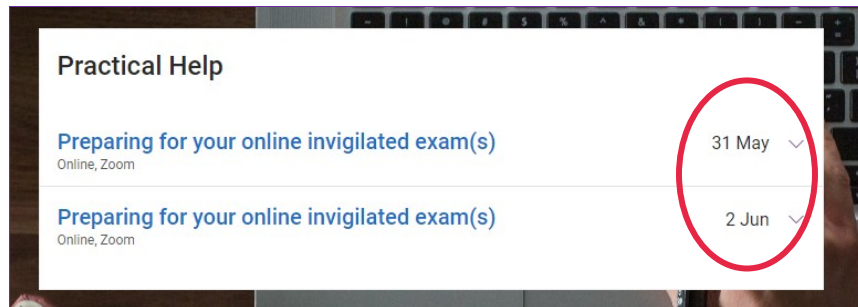 Practical Help
Preparing for your online invigilated exam(s)
31 May
Online, Zoom
Preparing for your online invigilated exam(s)
2 Jun
Online, Zoom